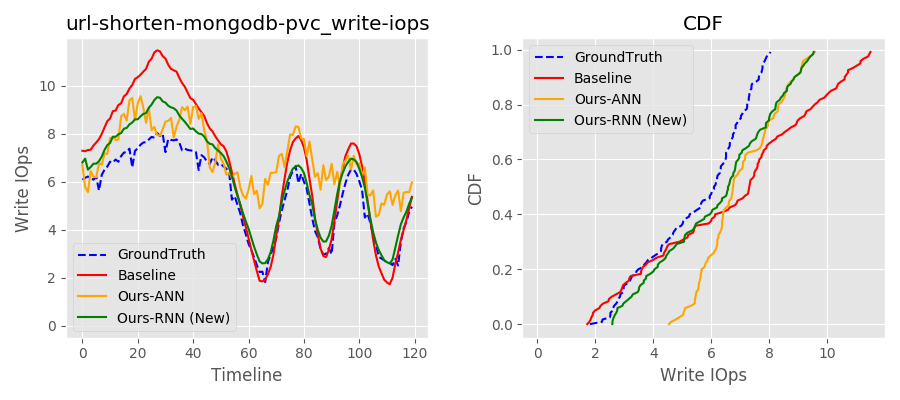 url-shorten-mongodb-pvc_write-iops
Write IOps
10
8
6
4
2
0
GroundTruth
Baseline
Ours-ANN
Ours-RNN (New)
0 20 40 60 80 100 120
Timeline
CDF
CDF
1.0
0.8
0.6
0.4
0.2
0.0
GroundTruth
Baseline
Ours-ANN
Ours-RNN (New)
0 2 4 6 8 10
Write IOps